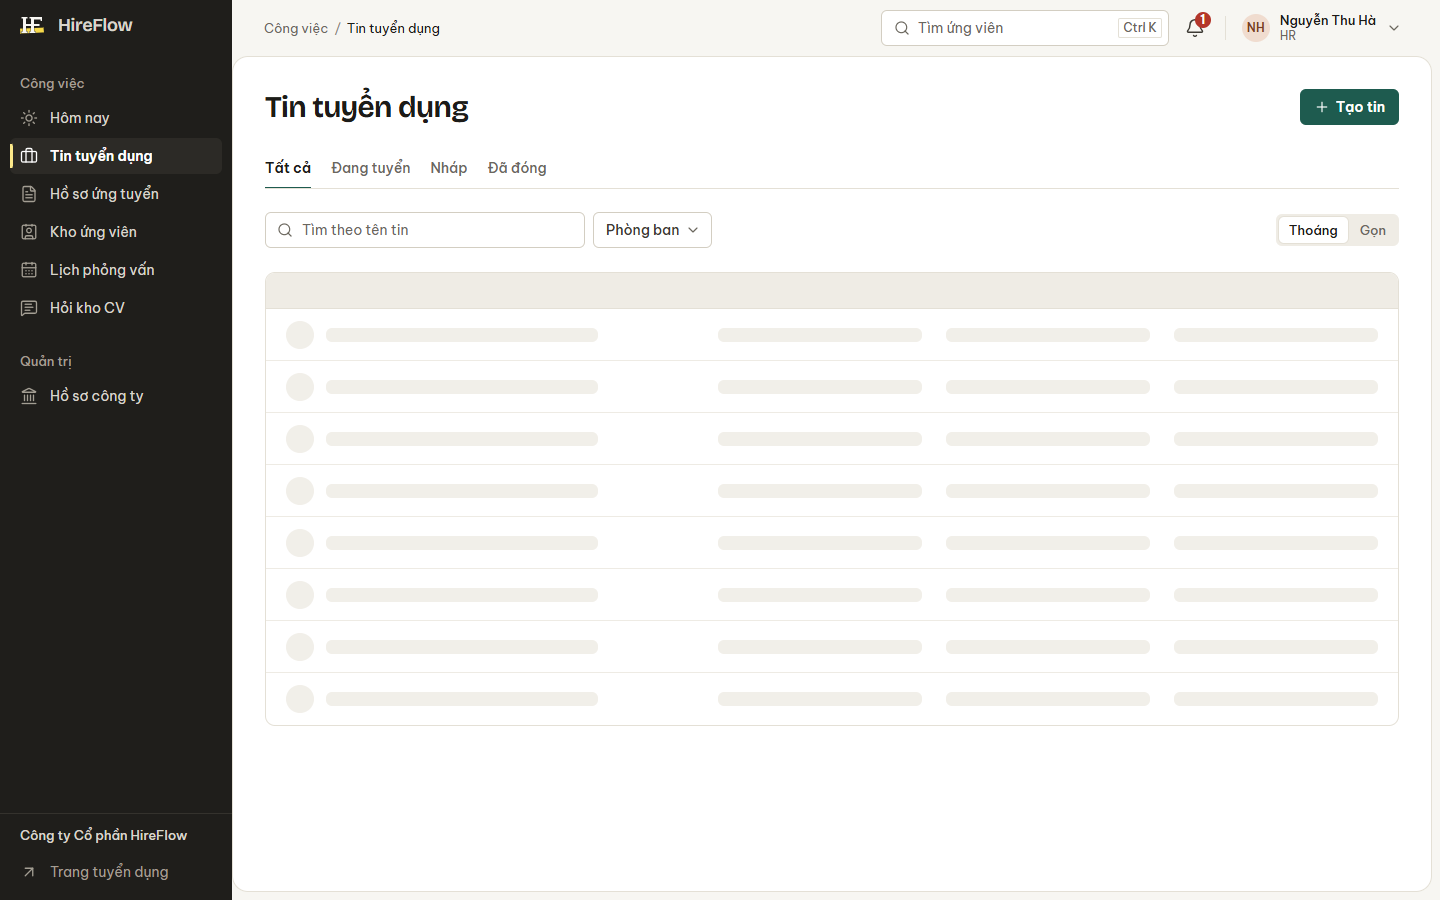 HireFlow
Công việc
Hôm nay
Tin tuyển dụng
Hồ sơ ứng tuyển
Kho ứng viên
Lịch phỏng vấn
Hỏi kho CV
Quản trị
Hồ sơ công ty
Công ty Cổ phần HireFlow
Trang tuyển dụng
Công việc / Tin tuyển dụng
Tìm ứng viên Ctrl K
1
NH
Nguyễn Thu Hà
HR
Tin tuyển dụng
Tạo tin
Tất cả Đang tuyển Nháp Đã đóng
Tìm theo tên tin Phòng ban Thoáng Gọn